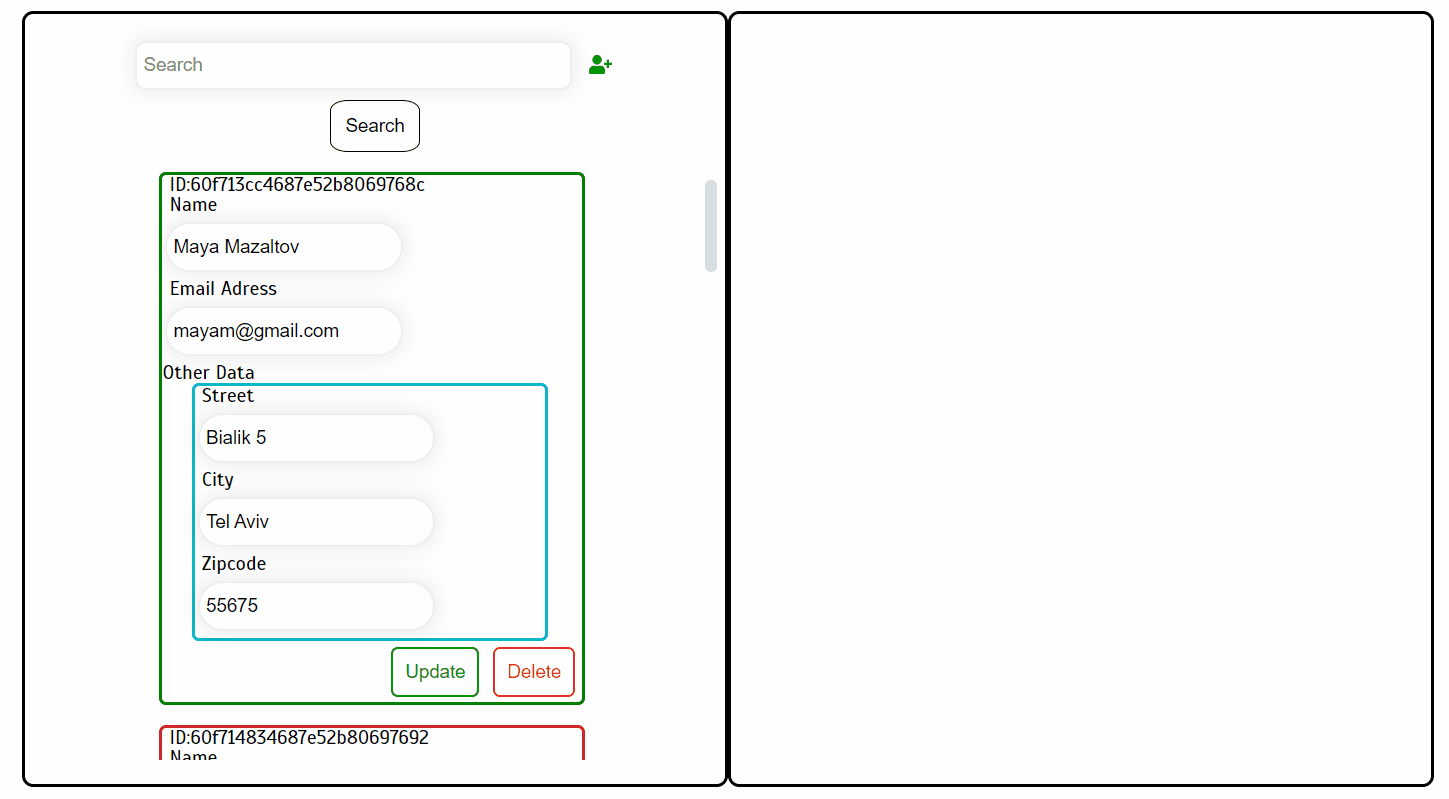 Search
Search
ID:60f713cc4687e52b8069768c
Name
Maya Mazaltov
Email Adress
mayam@gmail.com
Other Data
Street
Bialik 5
City
Tel Aviv
Zipcode
55675
Update Delete
ID:60f714834687e52b80697692
Name